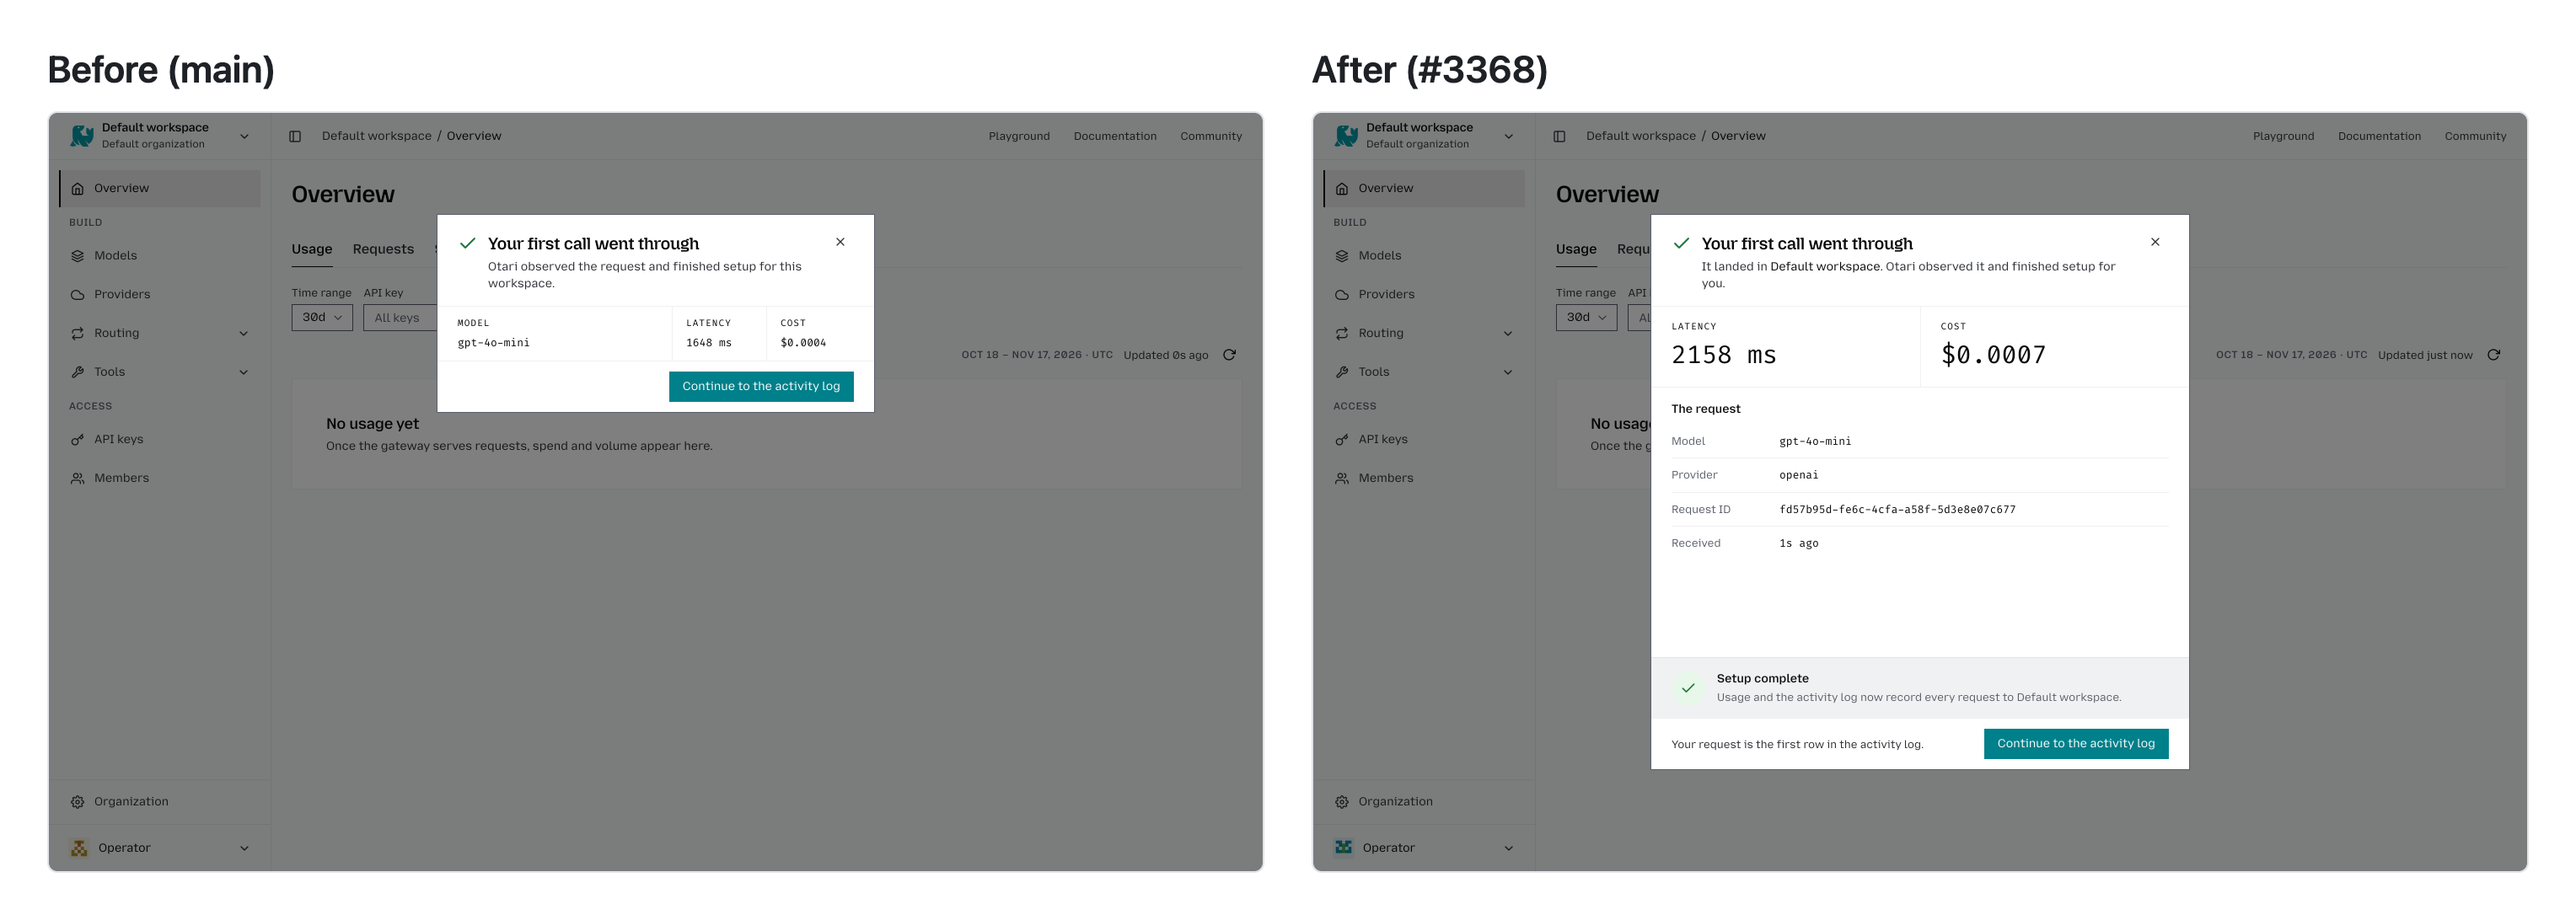 Before (main)
Default workspace
Default organization
Default workspace / Overview
Playground
Documentation
Community
Overview
BUILD
Models
Providers
Routing
Tools
ACCESS
API keys
Members
Organization
Operator
Overview
Usage
Requests
Time range
API key
30d
All keys
OCT 18 – NOV 17, 2026 · UTC
Updated 0s ago
No usage yet
Once the gateway serves requests, spend and volume appear here.
Your first call went through
Otari observed the request and finished setup for this
workspace.
MODEL
LATENCY
COST
gpt-4o-mini
1648 ms
$0.0004
Continue to the activity log
After (#3368)
Default workspace
Default organization
Default workspace / Overview
Playground
Documentation
Community
Overview
BUILD
Models
Providers
Routing
Tools
ACCESS
API keys
Members
Organization
Operator
Overview
Usage
Requ
Time range
API
30d
Al
OCT 18 – NOV 17, 2026 · UTC
Updated just now
No usag
Once the g
Your first call went through
It landed in Default workspace. Otari observed it and finished setup for
you.
LATENCY
COST
2158 ms
$0.0007
The request
Model
gpt-4o-mini
Provider
openai
Request ID
fd57b95d-fe6c-4cfa-a58f-5d3e8e07c677
Received
1s ago
Setup complete
Usage and the activity log now record every request to Default workspace.
Your request is the first row in the activity log.
Continue to the activity log